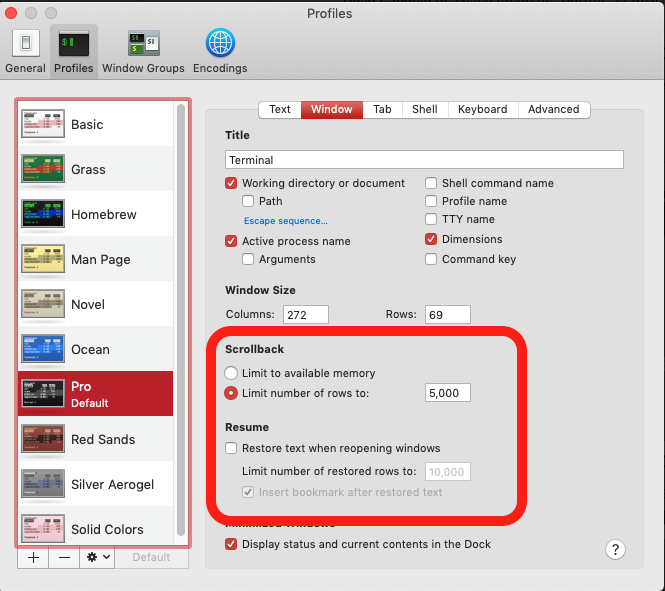 Profiles
General Profiles Window Groups Encodings
Text Window Tab Shell Keyboard Advanced
Basic
Grass
Homebrew
Man Page
Novel
Ocean
Pro
Default
Red Sands
Silver Aerogel
Solid Colors
Default
Title
Terminal
Working directory or document
Path
Escape sequence...
Active process name
Arguments
Shell command name
Profile name
TTY name
Dimensions
Command key
Window Size
Columns: 272 Rows: 69
Scrollback
Limit to available memory
Limit number of rows to: 5,000
Resume
Restore text when reopening windows
Limit number of restored rows to: 10,000
Insert bookmark after restored text
Minimized Windows
Display status and current contents in the Dock
?